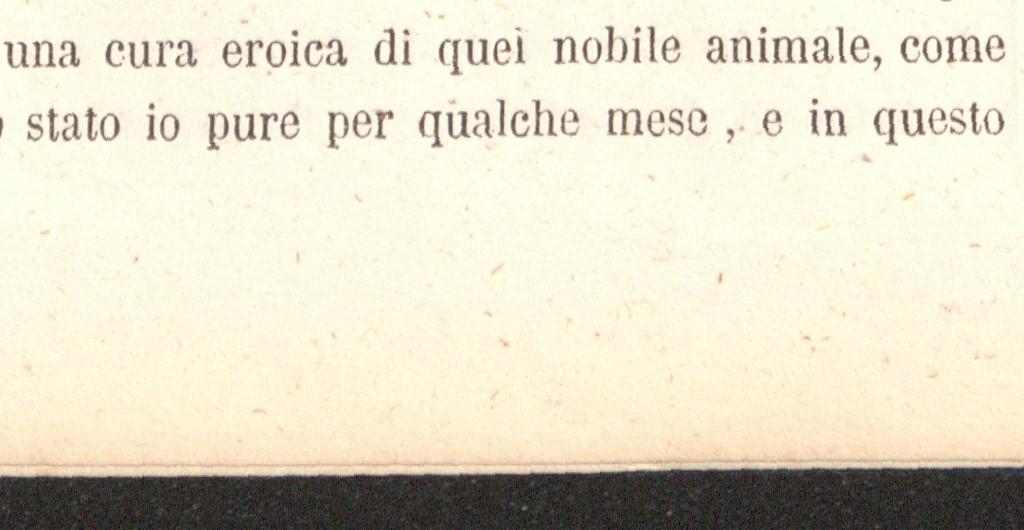 una cura eroica di quei nobile animale, come
stato io pure per qualche mese, e in questo